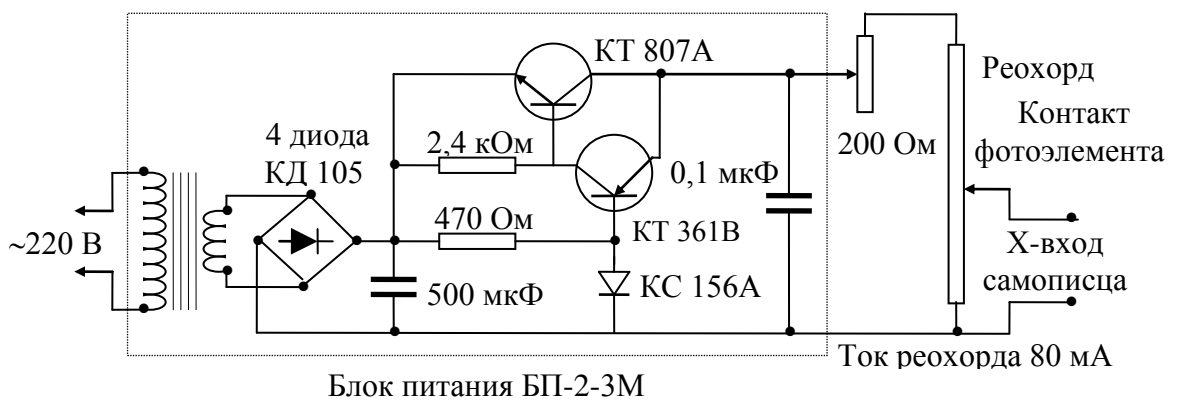 КТ 807А
Реохорд
Контакт
фотоэлемента
4 диода
КД 105
2,4 кОм
200 Ом
0,1 мкФ
470 Ом
КТ 361В
~220 В
Х-вход
самописца
500 мкФ
КС 156А
Ток реохорда 80 мА
Блок питания БП-2-3М